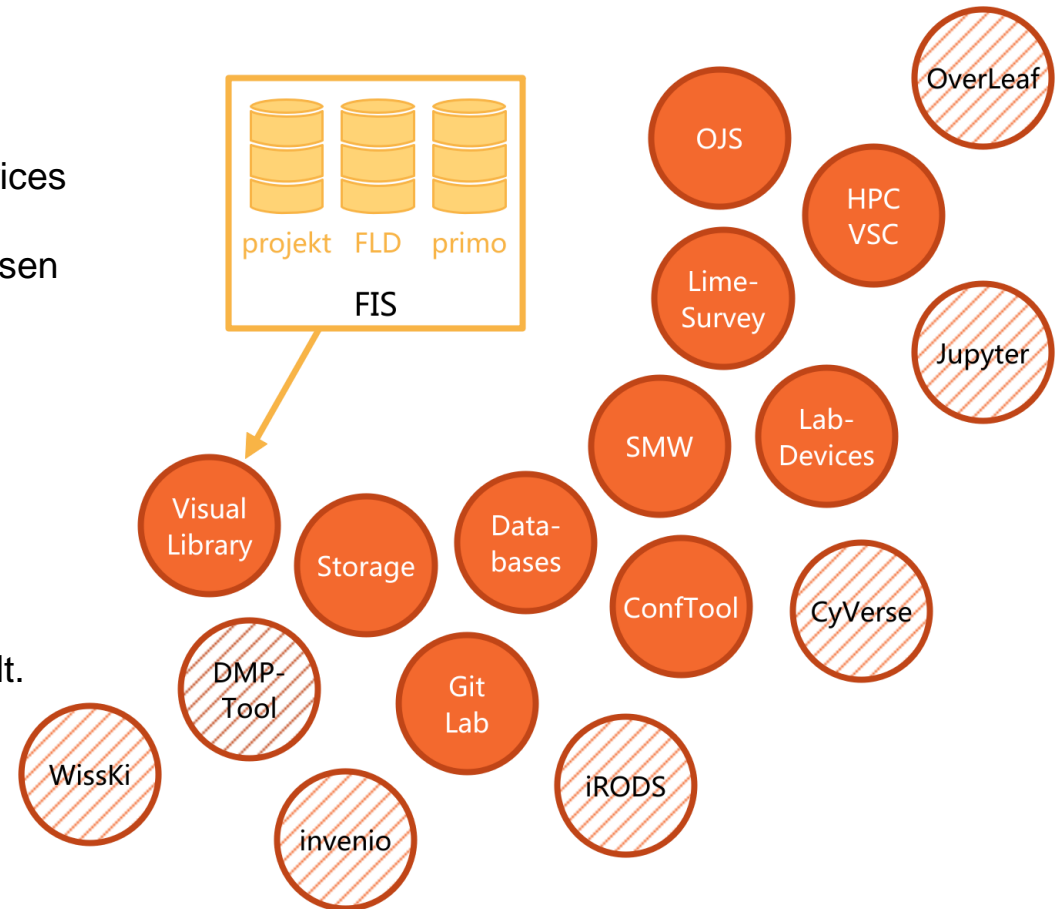 OverLeaf
OJS
ices
HPC
VSC
projekt FLD primo
sen
Lime-
Survey
FIS
Jupyter
Lab-
Devices
SMW
Visual
Library
Data-
bases
Storage
ConfTool
CyVerse
lt.
DMP-
Tool
Git
Lab
WissKi
iRODS
invenio